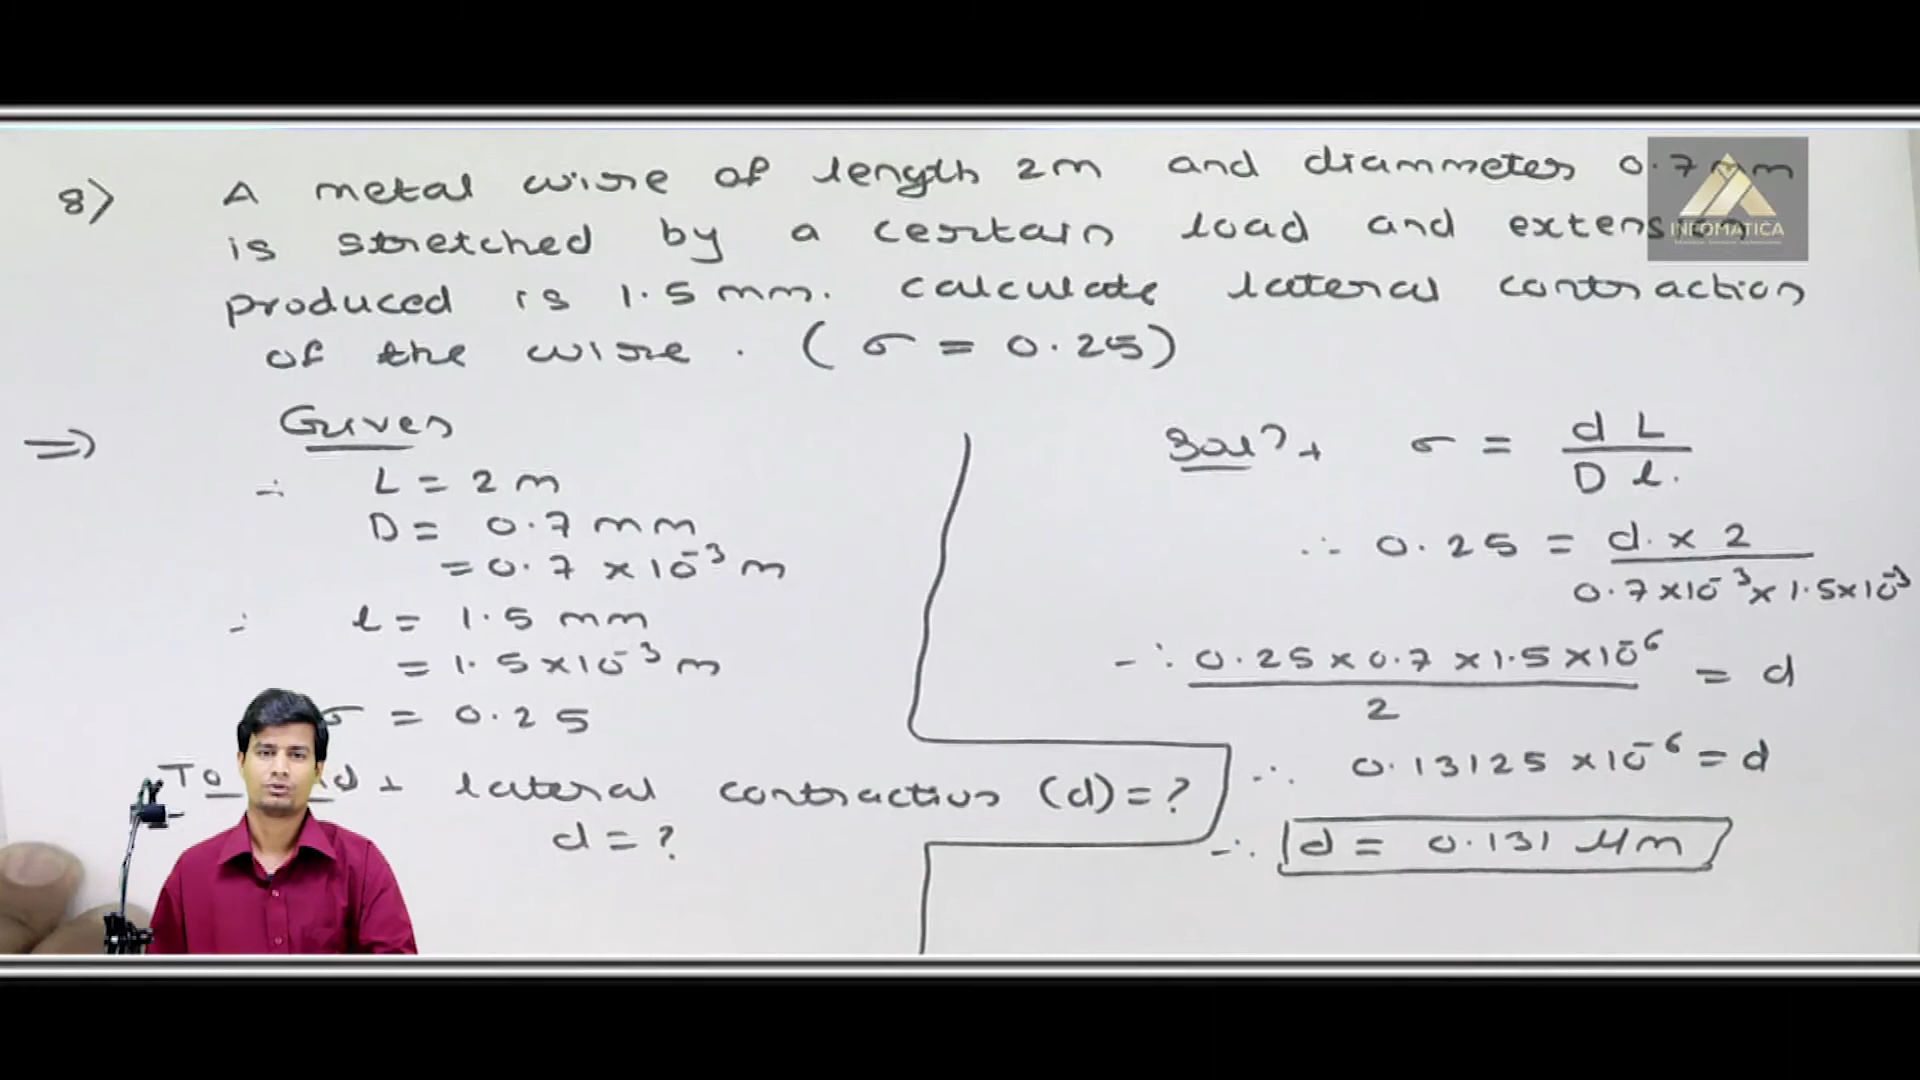 8) A metal wire of length 2m and diammeter 0.7mm
is stretched by a certain load and extension
produced is 1.5mm. calculate lateral contraction
of the wire. (σ = 0.25)
INFOMATICA
⇒ Given
∴ L = 2 m
D = 0.7 mm
= 0.7 × 10⁻³ m
∴ l = 1.5 mm
= 1.5×10⁻³ m
σ = 0.25
To
lateral contraction (d) = ?
d = ?
Solⁿ σ = d L / D l.
∴ 0.25 = d. × 2 / 0.7×10⁻³ × 1.5×10⁻³
∴ 0.25 × 0.7 × 1.5 × 10⁻⁶ / 2 = d
∴ 0.13125 × 10⁻⁶ = d
∴ d = 0.131 μm